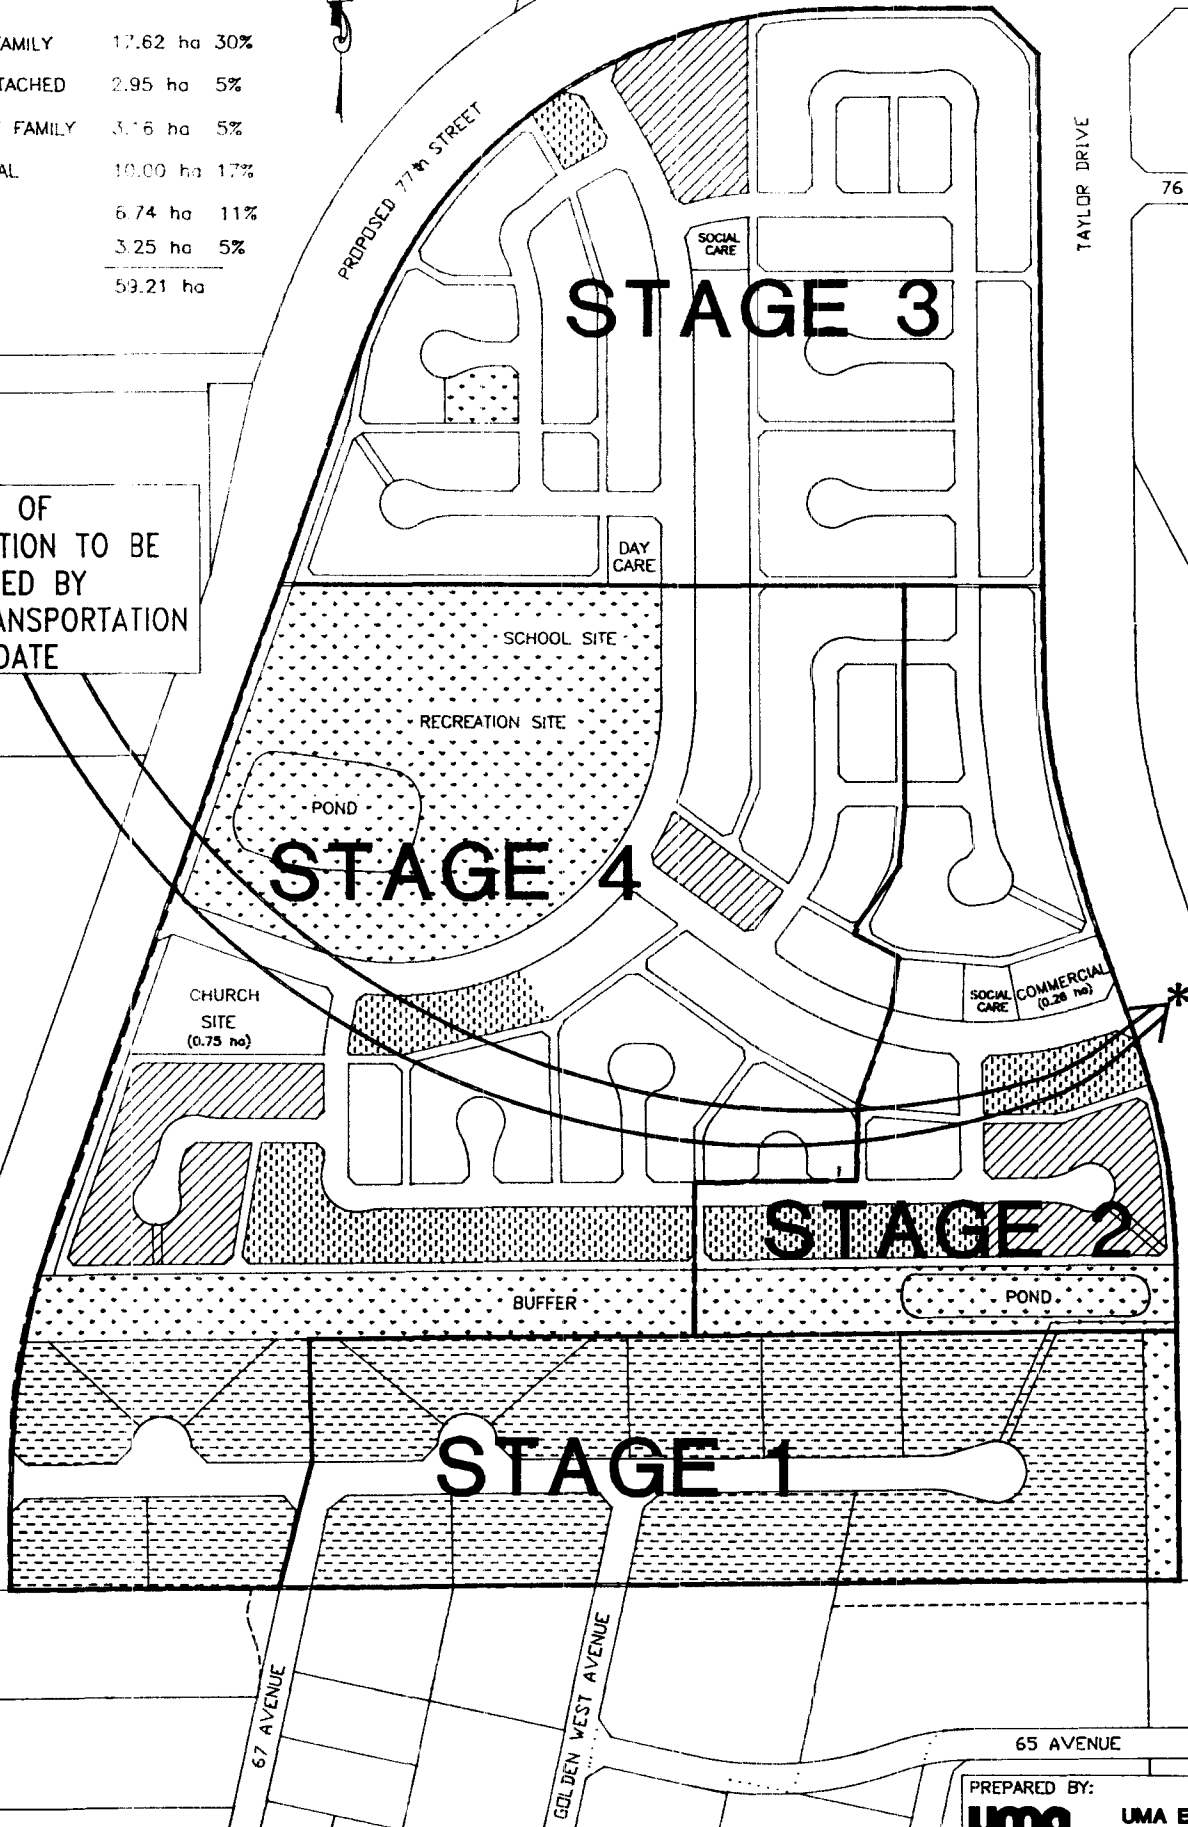 FAMILY 17.62 ha 30%
TACHED 2.95 ha 5%
FAMILY 3.16 ha 5%
AL 10.00 ha 17%
6.74 ha 11%
3.25 ha 5%
59.21 ha
PROPOSED 77th STREET
TAYLOR DRIVE
76
SOCIAL
CARE
STAGE 3
OF
TION TO BE
ED BY
ANSPORTATION
DATE
DAY
CARE
SCHOOL SITE
RECREATION SITE
POND
STAGE 4
CHURCH
SITE
(0.75 ha)
SOCIAL
CARE
COMMERCIAL
(0.28 ha)
*
STAGE 2
BUFFER
POND
STAGE 1
67 AVENUE
GOLDEN WEST AVENUE
65 AVENUE
PREPARED BY:
uma UMA E